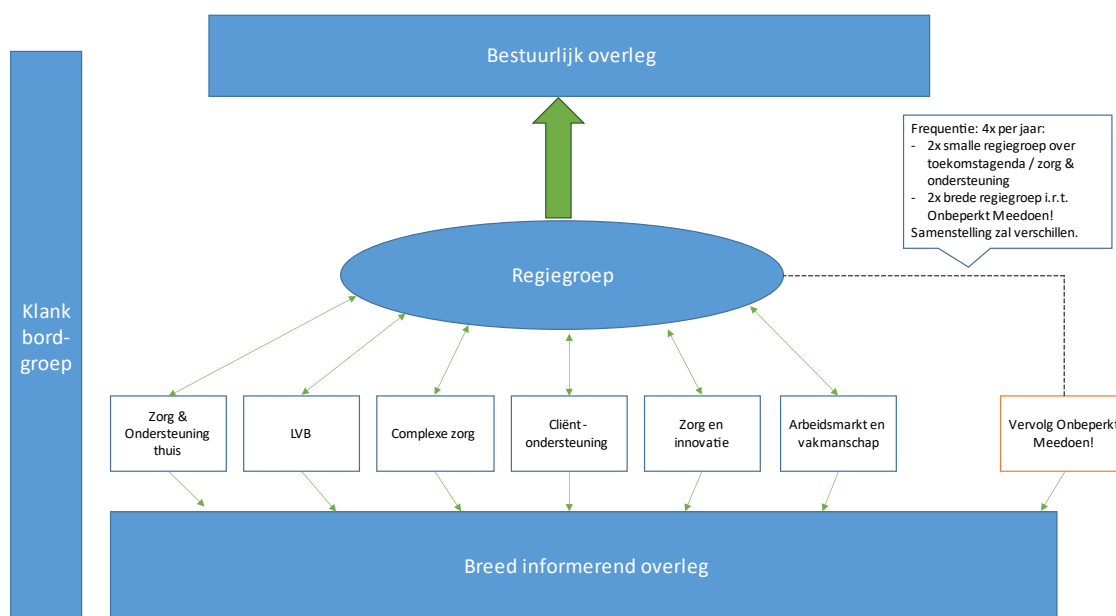 Bestuurlijk overleg
Frequentie: 4x per jaar:
- 2x smalle regiegroep over
toekomstagenda / zorg &
ondersteuning
- 2x brede regiegroep i.r.t.
Onbeperkt Meedoen!
Samenstelling zal verschillen.
Regiegroep
Klank
bord-
groep
Zorg &
Ondersteuning
thuis
LVB
Complexe zorg
Cliënt-
ondersteuning
Zorg en
innovatie
Arbeidsmarkt en
vakmanschap
Vervolg Onbeperkt
Meedoen!
Breed informerend overleg